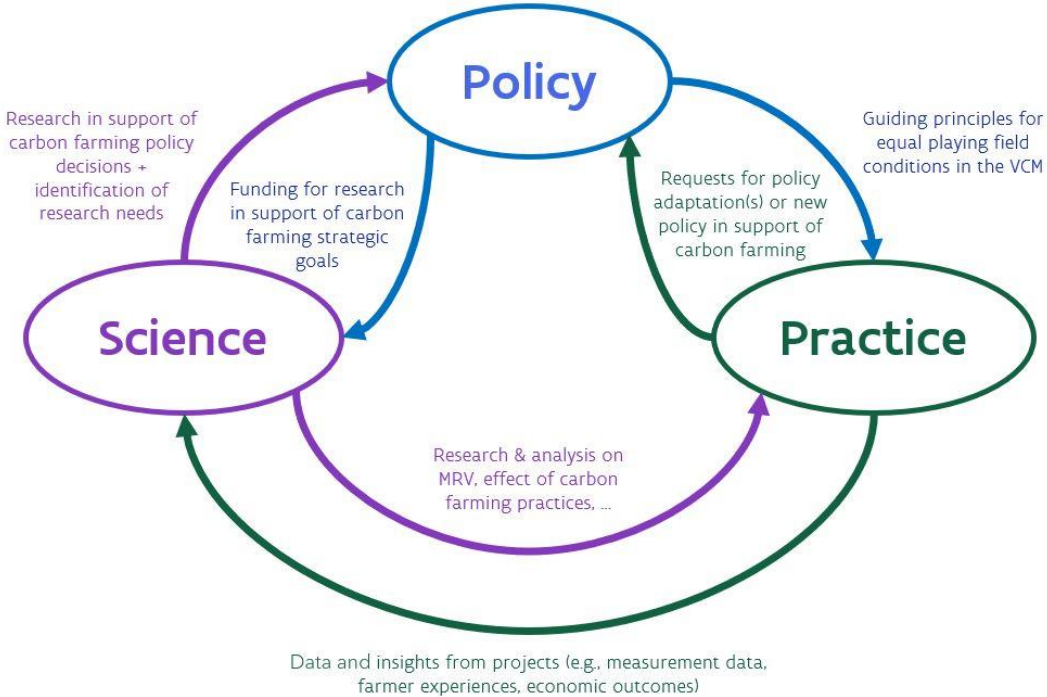 Policy
Research in support of
carbon farming policy
decisions +
identification of
research needs
Funding for research
in support of carbon
farming strategic
goals
Requests for policy
adaptation(s) or new
policy in support of
carbon farming
Guiding principles for
equal playing field
conditions in the VCM
Science
Practice
Research & analysis on
MRV, effect of carbon
farming practices, ...
Data and insights from projects (e.g., measurement data,
farmer experiences, economic outcomes)